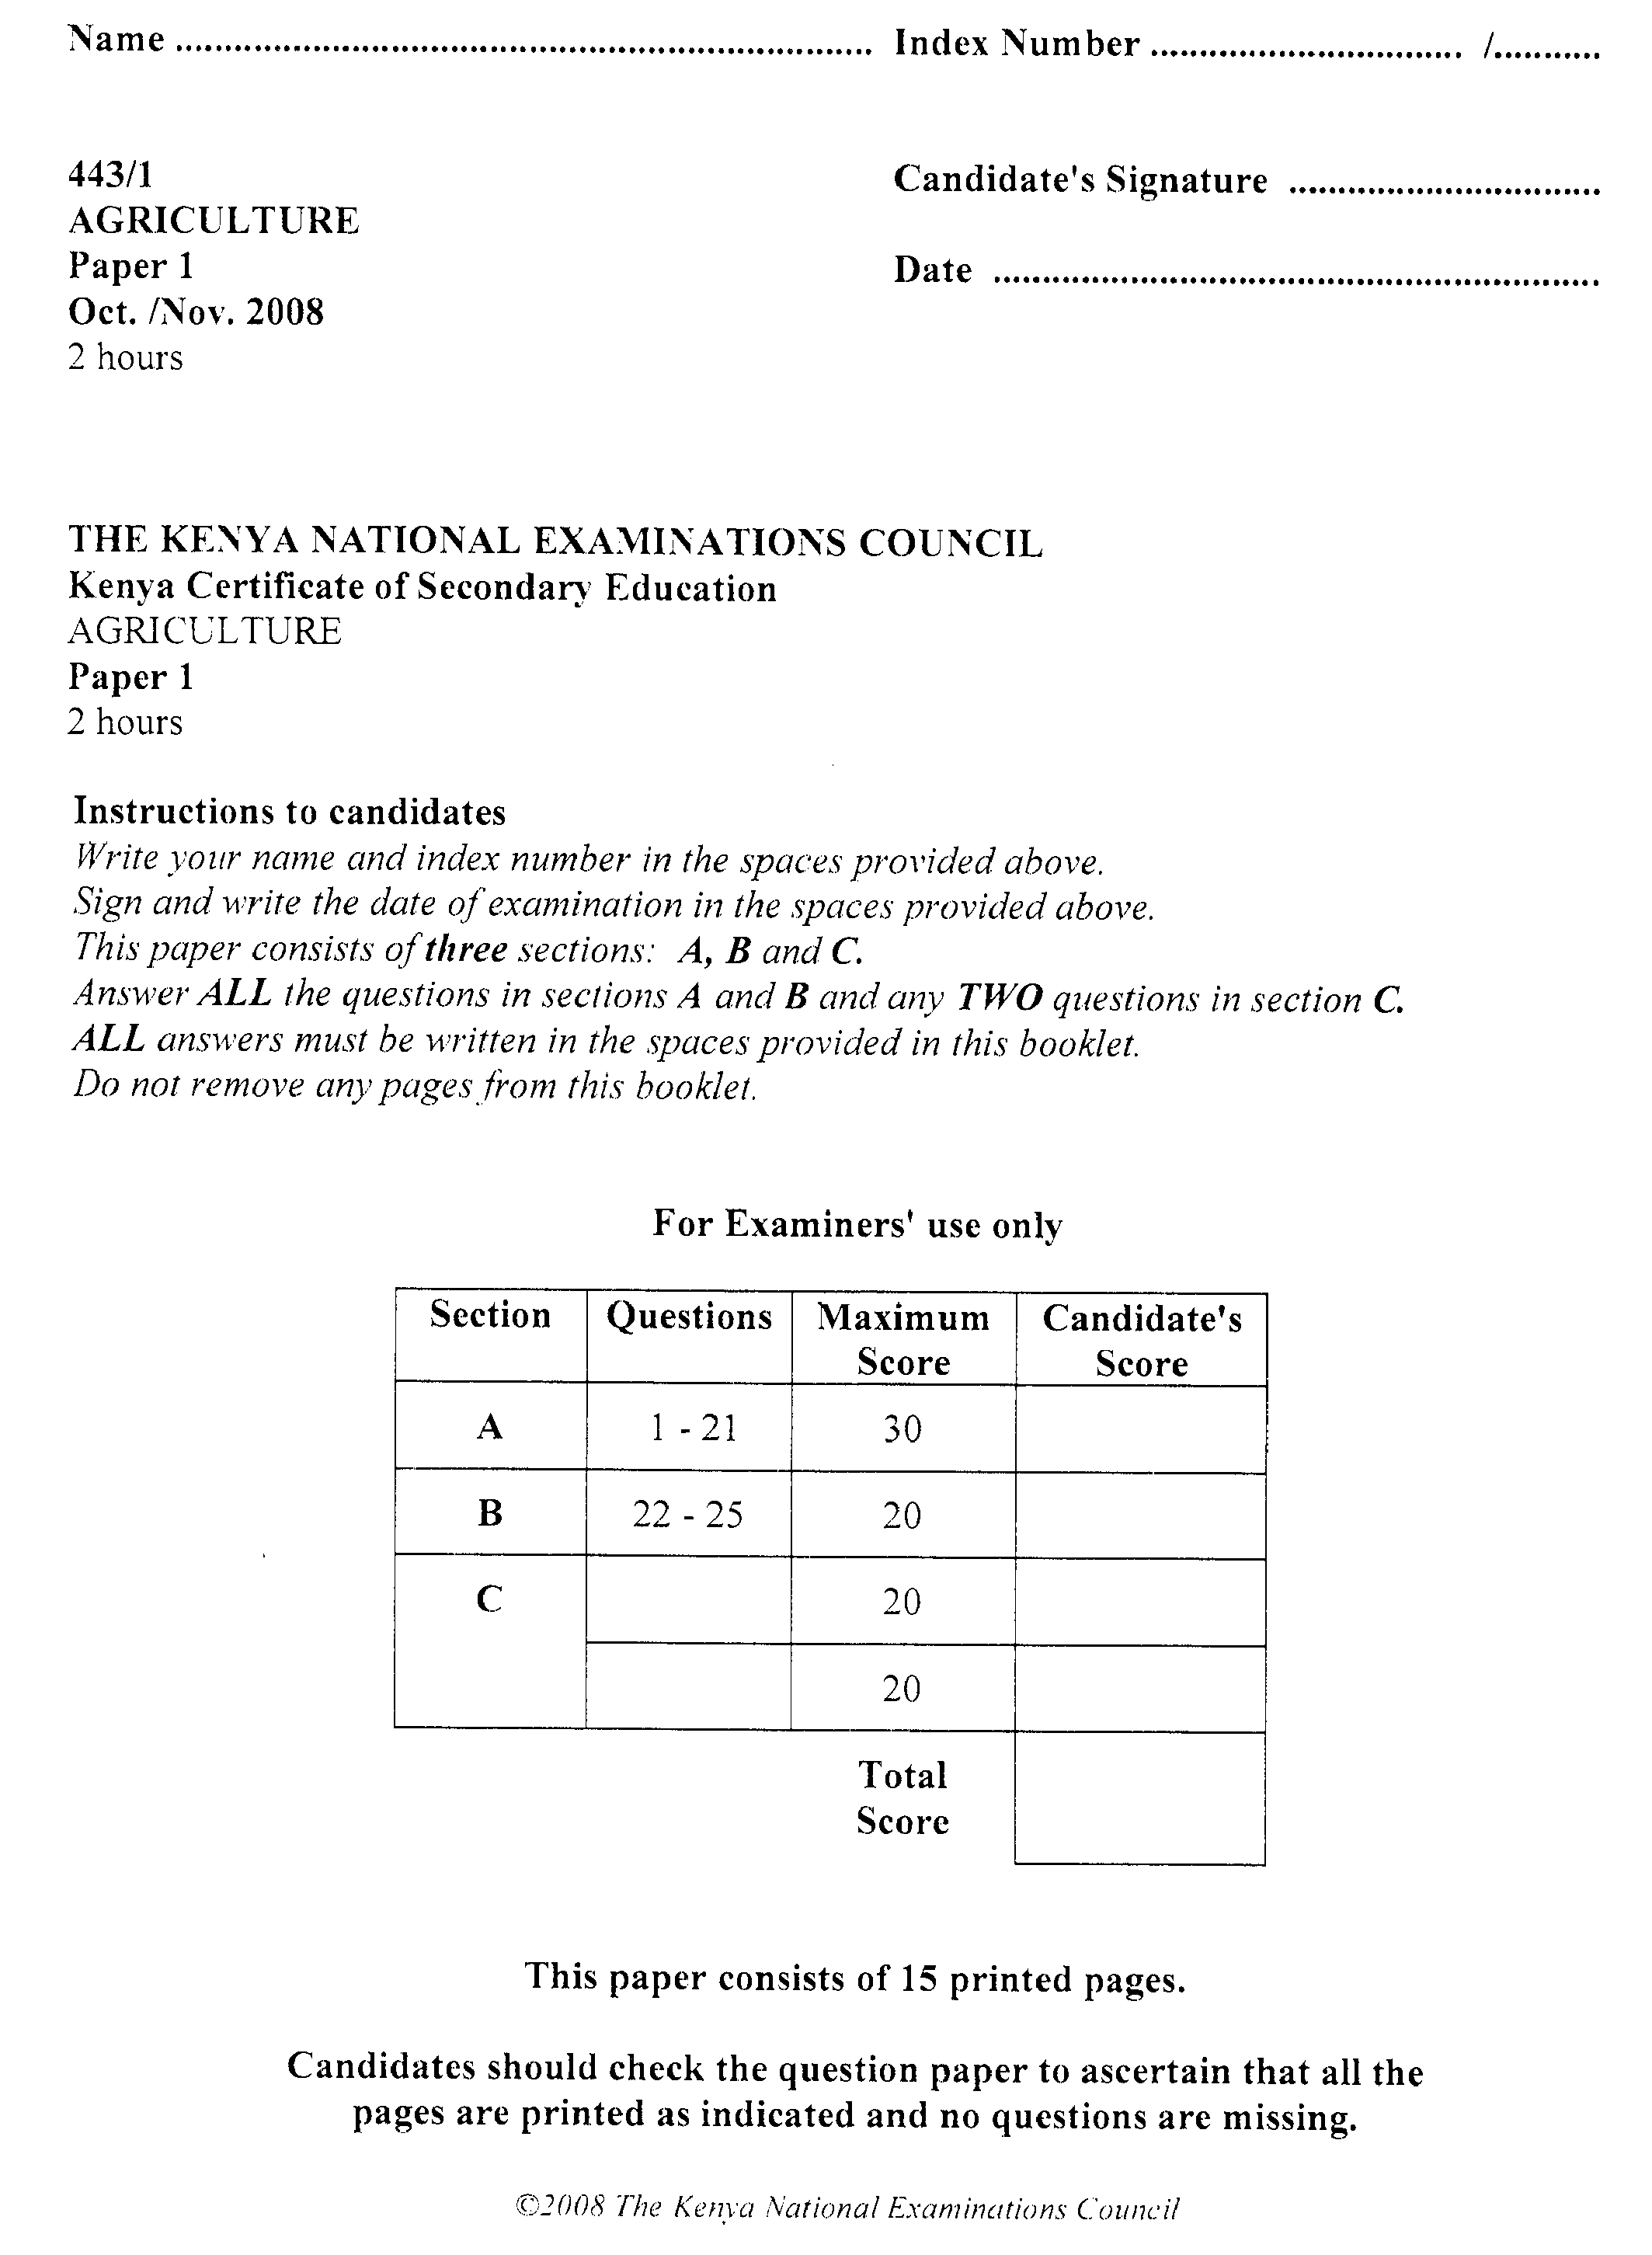 Name ...................................................................... Index Number ............................... /...........
443/1
AGRICULTURE
Paper 1
Oct. /Nov. 2008
2 hours
Candidate's Signature ...............................
Date .............................................................
THE KENYA NATIONAL EXAMINATIONS COUNCIL
Kenya Certificate of Secondary Education
AGRICULTURE
Paper 1
2 hours
Instructions to candidates
Write your name and index number in the spaces provided above.
Sign and write the date of examination in the spaces provided above.
This paper consists of three sections: A, B and C.
Answer ALL the questions in sections A and B and any TWO questions in section C.
ALL answers must be written in the spaces provided in this booklet.
Do not remove any pages from this booklet.
For Examiners' use only
Section Questions Maximum Score Candidate's Score
A 1 - 21 30
B 22 - 25 20
C 20
20
Total
Score
This paper consists of 15 printed pages.
Candidates should check the question paper to ascertain that all the
pages are printed as indicated and no questions are missing.
©2008 The Kenya National Examinations Council